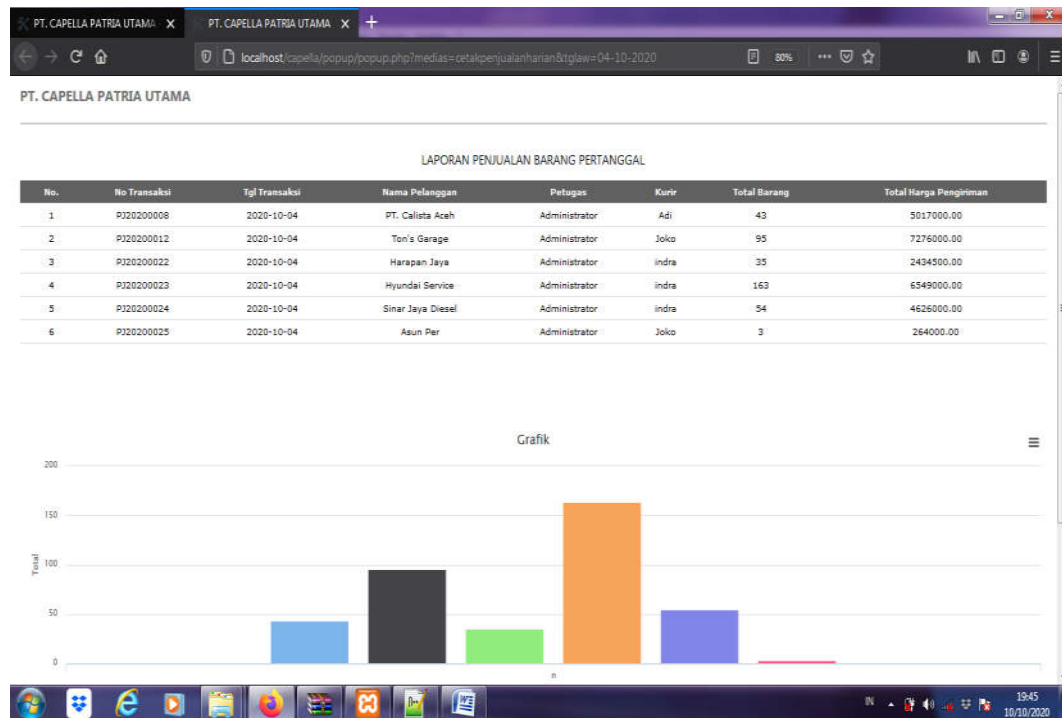 PT. CAPELLA PATRIA UTAMA
PT. CAPELLA PATRIA UTAMA
localhost/capella/popup/popup.php?medias=cetakpenjualanharian&tglaw=04-10-2020
80%
PT. CAPELLA PATRIA UTAMA
LAPORAN PENJUALAN BARANG PERTANGGAL
No. No Transaksi Tgl Transaksi Nama Pelanggan Petugas Kurir Total Barang Total Harga Pengiriman
1 PJ20200008 2020-10-04 PT. Calista Aceh Administrator Adi 43 5017000.00
2 PJ20200012 2020-10-04 Ton's Garage Administrator Joko 95 7276000.00
3 PJ20200022 2020-10-04 Harapan Jaya Administrator indra 35 2434500.00
4 PJ20200023 2020-10-04 Hyundai Service Administrator indra 163 6549000.00
5 PJ20200024 2020-10-04 Sinar Jaya Diesel Administrator indra 54 4626000.00
6 PJ20200025 2020-10-04 Asun Per Administrator Joko 3 264000.00
Grafik
200
150
100
50
0
Total
n
IN
19:45
10/10/2020